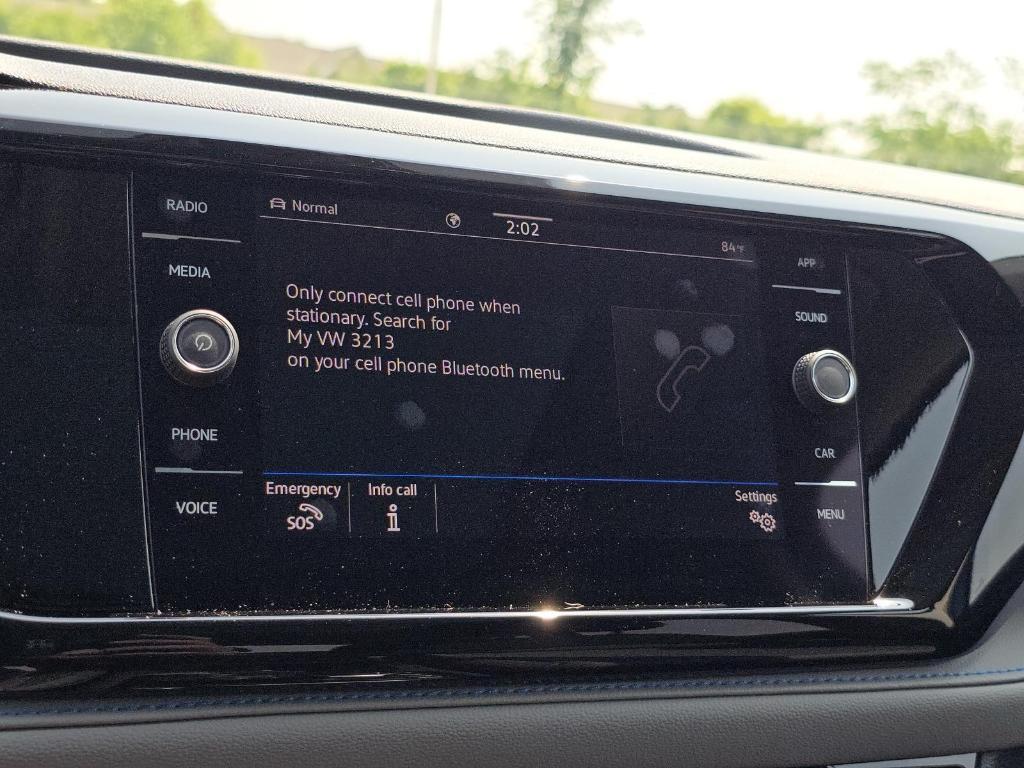 RADIO
MEDIA
PHONE
VOICE
Normal
2:02
84°F
Only connect cell phone when
stationary. Search for
My VW 3213
on your cell phone Bluetooth menu.
Emergency
SOS
Info call
i
Settings
APP
SOUND
CAR
MENU